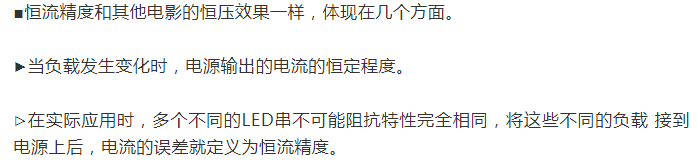 ■恒流精度和其他电影的恒压效果一样，体现在几个方面。
►当负载发生变化时，电源输出的电流的恒定程度。
▷在实际应用时，多个不同的LED串不可能阻抗特性完全相同，将这些不同的负载 接到
电源上后，电流的误差就定义为恒流精度。